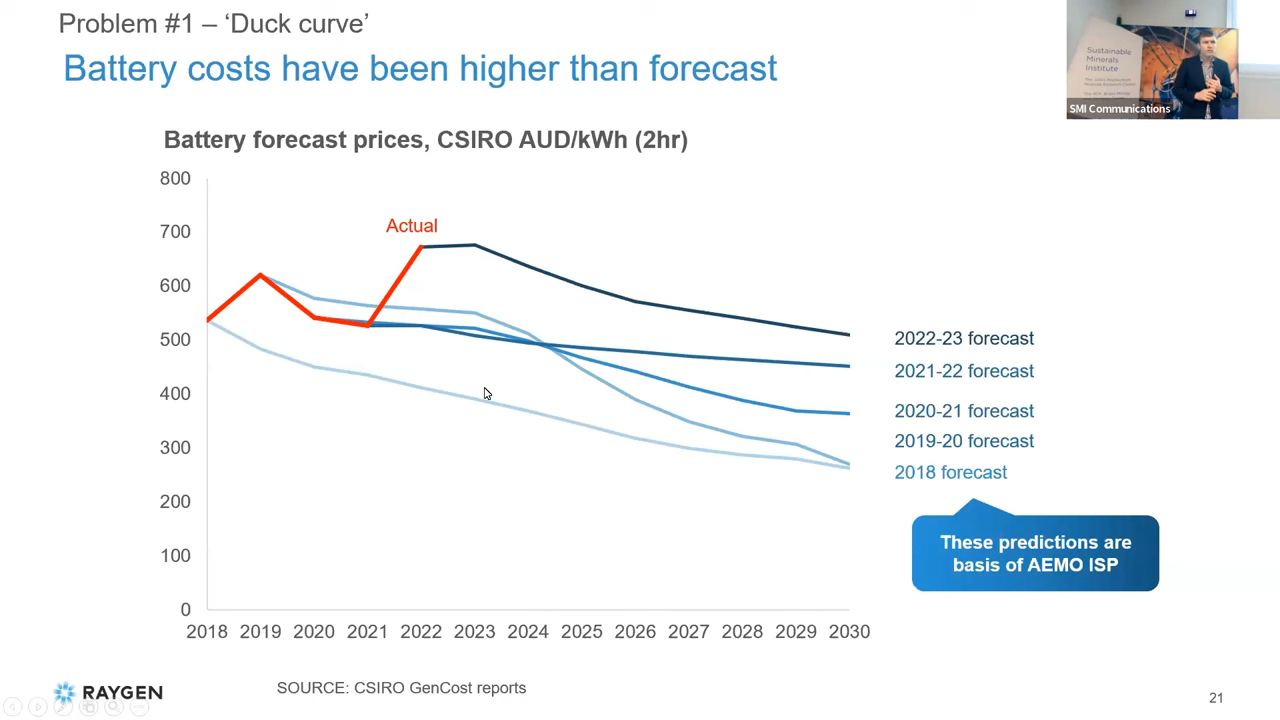 Problem #1 – ‘Duck curve’
Battery costs have been higher than forecast
Sustainable
Minerals
Institute
SMI Communications
Battery forecast prices, CSIRO AUD/kWh (2hr)
800
700
600
500
400
300
200
100
0
Actual
2018 2019 2020 2021 2022 2023 2024 2025 2026 2027 2028 2029 2030
2022-23 forecast
2021-22 forecast
2020-21 forecast
2019-20 forecast
2018 forecast
These predictions are
basis of AEMO ISP
RAYGEN
SOURCE: CSIRO GenCost reports
21